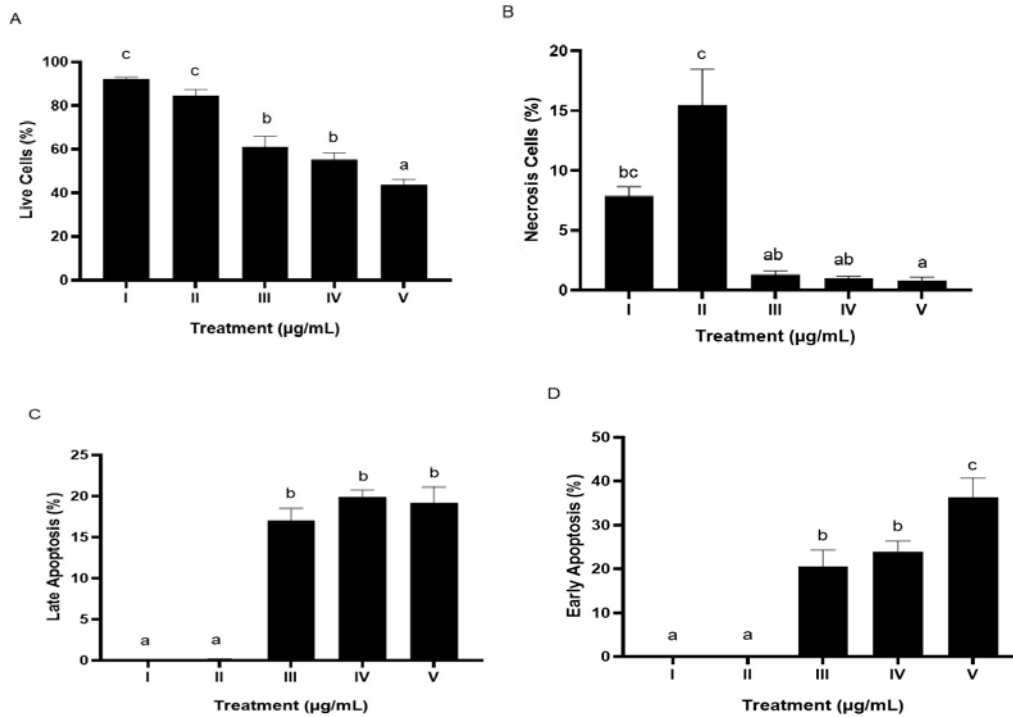 A
Live Cells (%)
100
80
60
40
20
0
c
c
b
b
a
I II III IV V
Treatment (µg/mL)
B
Necrosis Cells (%)
20
15
10
5
0
bc
c
ab
ab
a
I II III IV V
Treatment (µg/mL)
C
Late Apoptosis (%)
25
20
15
10
5
0
a
a
b
b
b
I II III IV V
Treatment (µg/mL)
D
Early Apoptosis (%)
50
40
30
20
10
0
a
a
b
b
c
I II III IV V
Treatment (µg/mL)